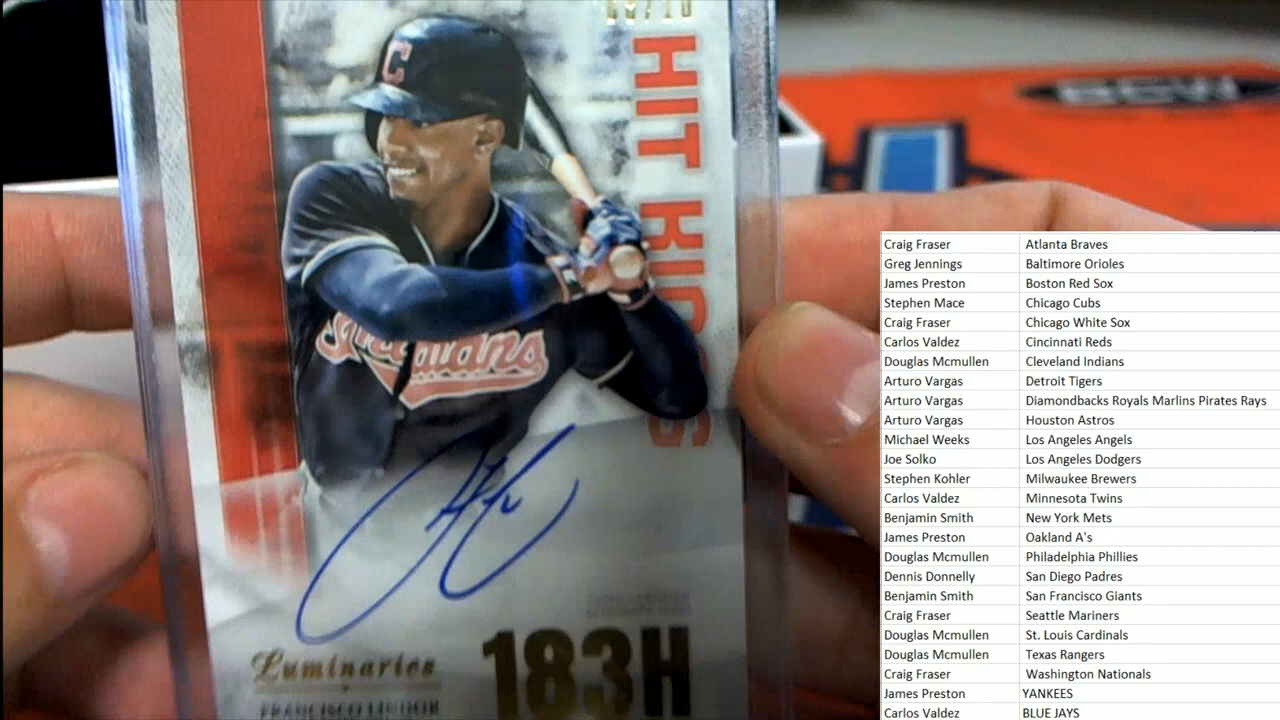 C
HIT KINGS
Indians
Luminaries
FRANCISCO LINDOR
183H
BCW
Craig Fraser Atlanta Braves
Greg Jennings Baltimore Orioles
James Preston Boston Red Sox
Stephen Mace Chicago Cubs
Craig Fraser Chicago White Sox
Carlos Valdez Cincinnati Reds
Douglas Mcmullen Cleveland Indians
Arturo Vargas Detroit Tigers
Arturo Vargas Diamondbacks Royals Marlins Pirates Rays
Arturo Vargas Houston Astros
Michael Weeks Los Angeles Angels
Joe Solko Los Angeles Dodgers
Stephen Kohler Milwaukee Brewers
Carlos Valdez Minnesota Twins
Benjamin Smith New York Mets
James Preston Oakland A's
Douglas Mcmullen Philadelphia Phillies
Dennis Donnelly San Diego Padres
Benjamin Smith San Francisco Giants
Craig Fraser Seattle Mariners
Douglas Mcmullen St. Louis Cardinals
Douglas Mcmullen Texas Rangers
Craig Fraser Washington Nationals
James Preston YANKEES
Carlos Valdez BLUE JAYS